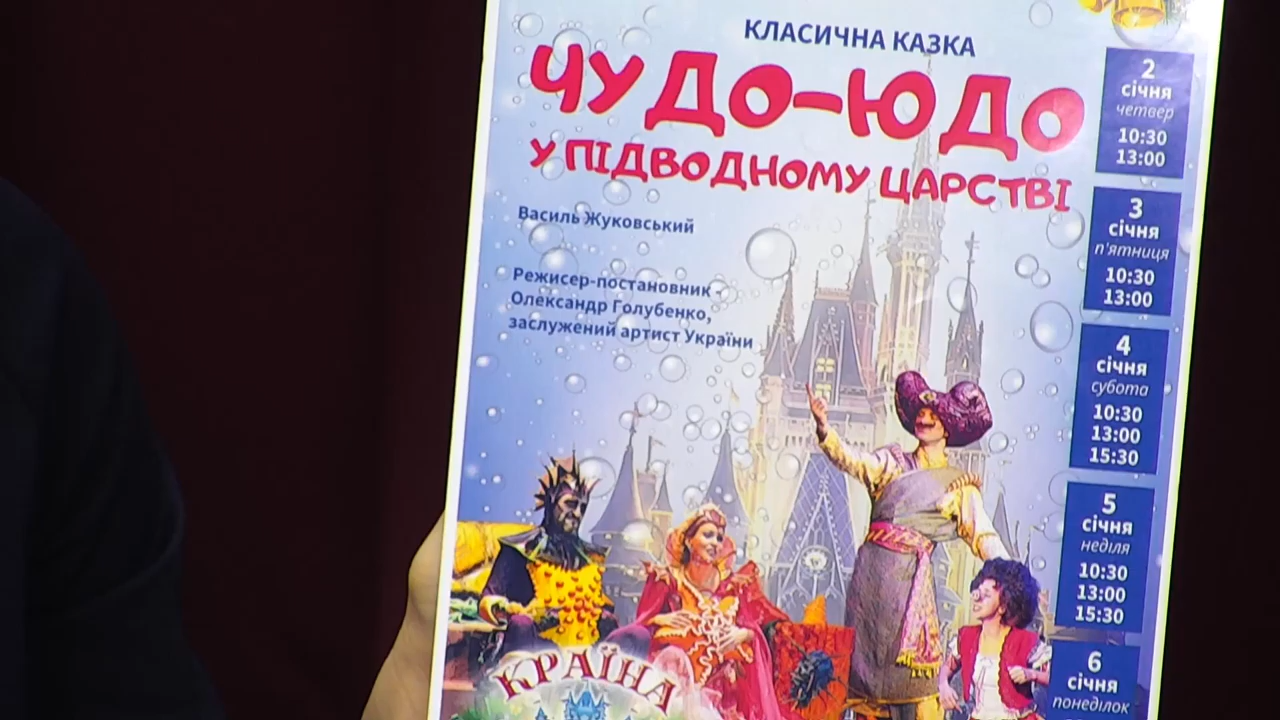 КЛАСИЧНА КАЗКА
ЧУДО-ЮДО
У ПІДВОДНОМУ ЦАРСТВІ
Василь Жуковський
Режисер-постановник -
Олександр Голубенко,
заслужений артист України
КРАЇНА
2
січня
четвер
10:30
13:00
3
січня
п'ятниця
10:30
13:00
4
січня
субота
10:30
13:00
15:30
5
січня
неділя
10:30
13:00
15:30
6
січня
понеділок